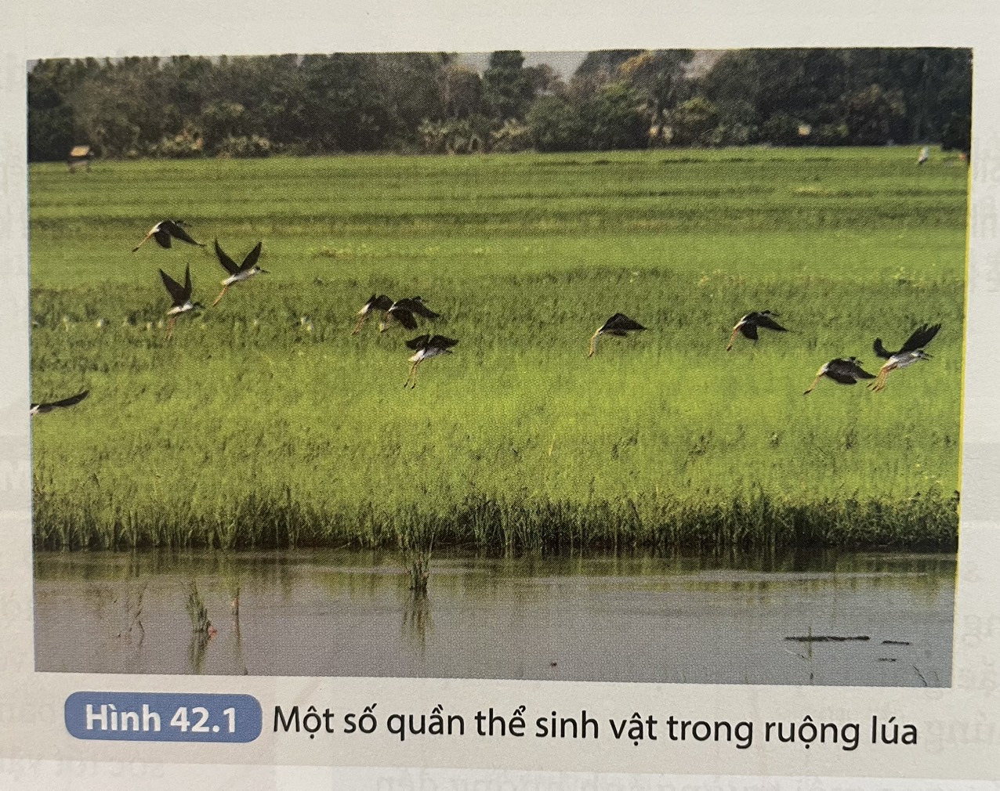 Hình 42.1 Một số quần thể sinh vật trong ruộng lúa